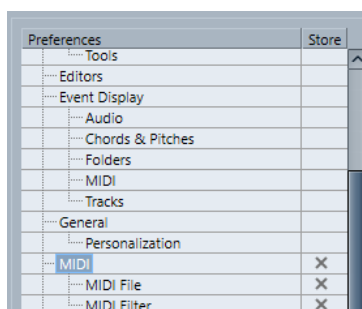 Preferences Store
Tools
Editors
Event Display
Audio
Chords & Pitches
Folders
MIDI
Tracks
General
Personalization
MIDI
MIDI File
MIDI Filter